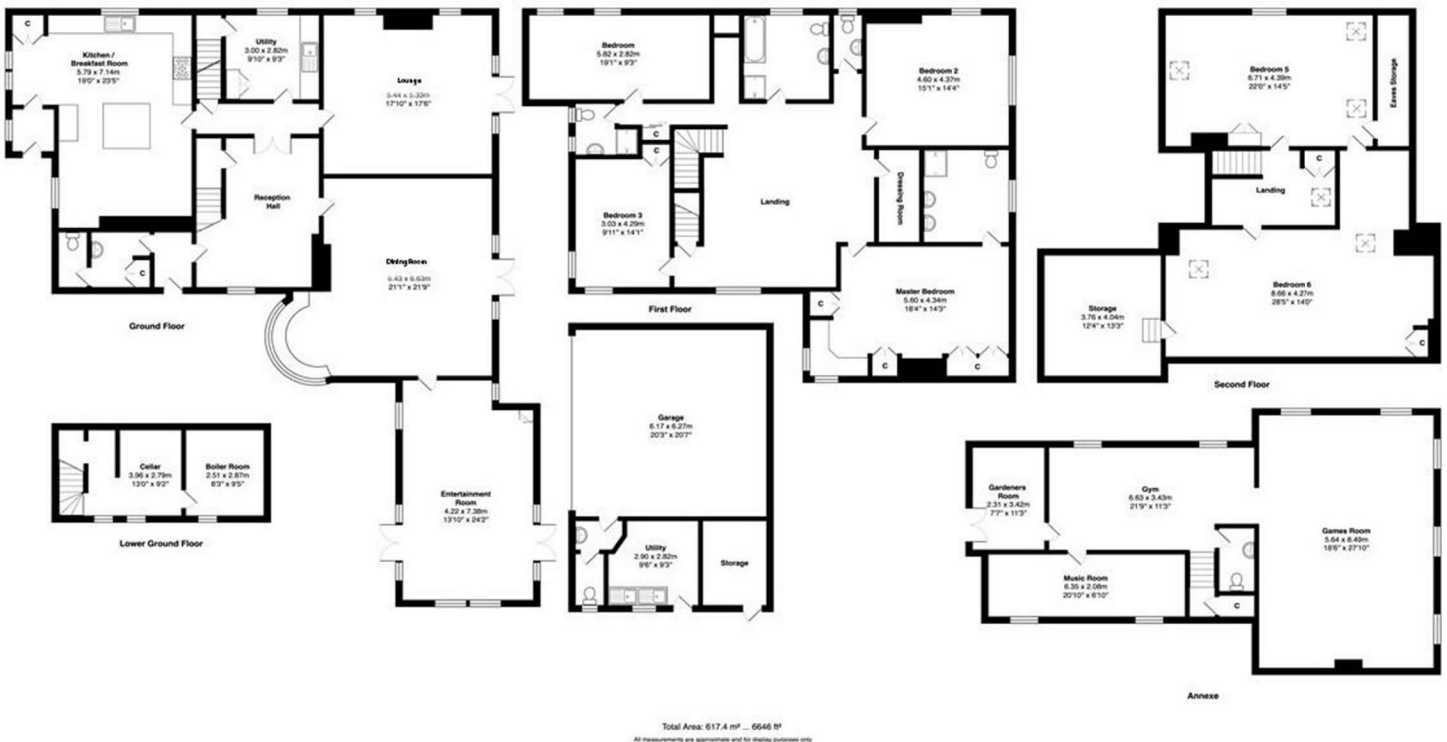 C
Kitchen /
Breakfast Room
5.79 x 7.14m
19'0" x 23'5"
Utility
3.00 x 2.82m
9'10" x 9'3"
Lounge
5.44 x 5.33m
17'10" x 17'6"
Reception
Hall
Dining Room
6.43 x 6.63m
21'1" x 21'9"
C
Ground Floor
Entertainment
Room
4.22 x 7.38m
13'10" x 24'2"
Cellar
3.96 x 2.79m
13'0" x 9'2"
Boiler Room
2.51 x 2.87m
8'3" x 9'5"
Lower Ground Floor
Bedroom
5.82 x 2.82m
19'1" x 9'3"
Bedroom 2
4.60 x 4.37m
15'1" x 14'4"
C
C
Bedroom 3
3.03 x 4.29m
9'11" x 14'1"
Landing
Dressing Room
Master Bedroom
5.60 x 4.34m
18'4" x 14'3"
C
C
C
First Floor
Garage
6.17 x 6.27m
20'3" x 20'7"
Utility
2.90 x 2.82m
9'6" x 9'3"
Storage
Bedroom 5
6.71 x 4.39m
22'0" x 14'5"
Eaves Storage
C
Landing
Bedroom 6
8.66 x 4.27m
28'5" x 14'0"
Storage
3.76 x 4.04m
12'4" x 13'3"
C
Second Floor
Gardeners
Room
2.31 x 3.42m
7'7" x 11'3"
Gym
6.63 x 3.43m
21'9" x 11'3"
Games Room
5.64 x 8.49m
18'6" x 27'10"
Music Room
6.35 x 2.08m
20'10" x 6'10"
C
Annexe
Total Area: 617.4 m² ... 6646 ft²
All measurements are approximate and for display purposes only